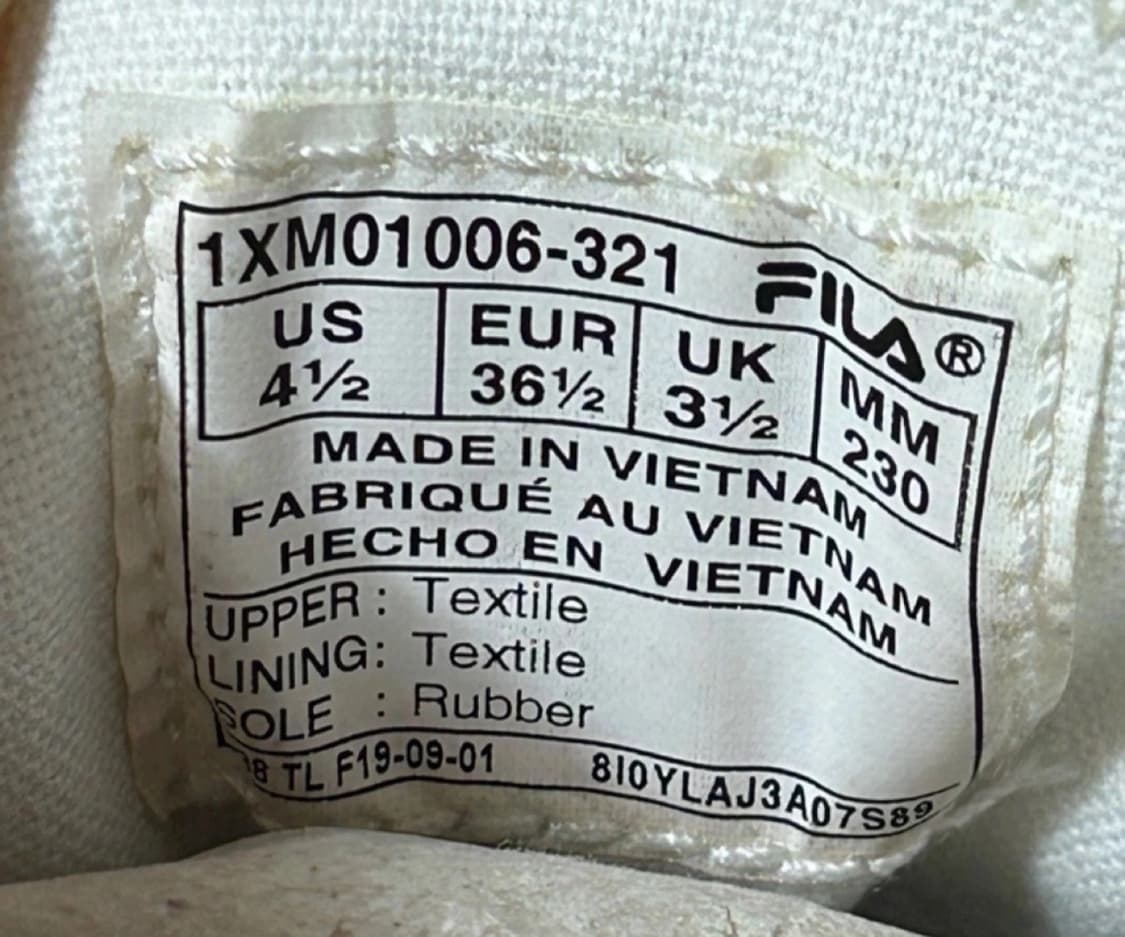 1XM01006-321 FILA®
US EUR UK MM
4½ 36½ 3½ 230
MADE IN VIETNAM
FABRIQUÉ AU VIETNAM
HECHO EN VIETNAM
UPPER : Textile
LINING: Textile
SOLE : Rubber
8 TL F19-09-01 8I0YLAJ3A07S89